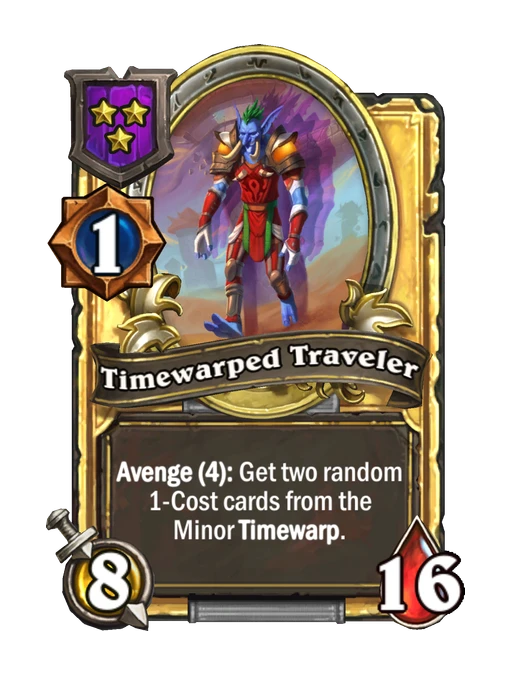 1
Timewarped Traveler
Avenge (4): Get two random
1-Cost cards from the
Minor Timewarp.
8
16